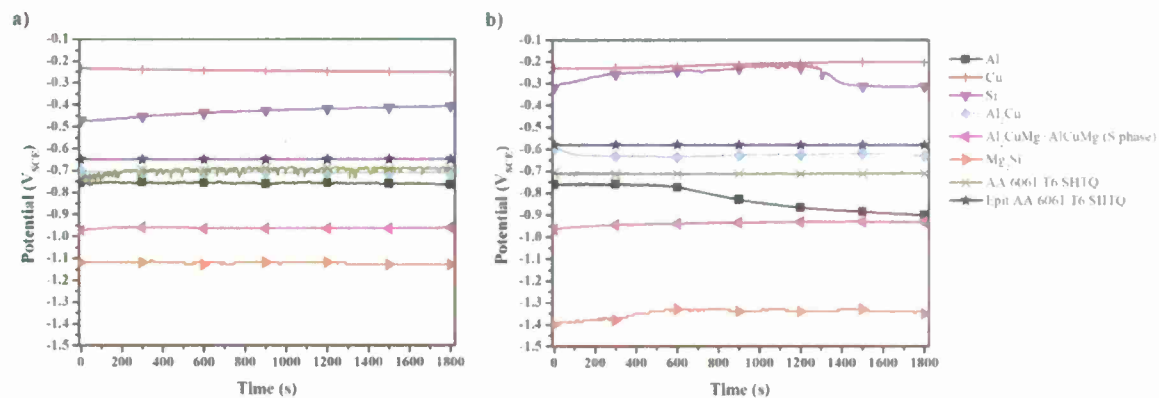 a)
-0.1
-0.2
-0.3
-0.4
-0.5
-0.6
-0.7
-0.8
-0.9
-1.0
-1.1
-1.2
-1.3
-1.4
-1.5
Potential (V_SCE)
0 200 400 600 800 1000 1200 1400 1600 1800
Time (s)
b)
-0.1
-0.2
-0.3
-0.4
-0.5
-0.6
-0.7
-0.8
-0.9
-1.0
-1.1
-1.2
-1.3
-1.4
-1.5
Potential (V_SCE)
0 200 400 600 800 1000 1200 1400 1600 1800
Time (s)
Al
Cu
Si
Al2Cu
Al2CuMg-AlCuMg (S phase)
Mg2Si
AA 6061 T6 SHTQ
Epit AA 6061 T6 SHTQ